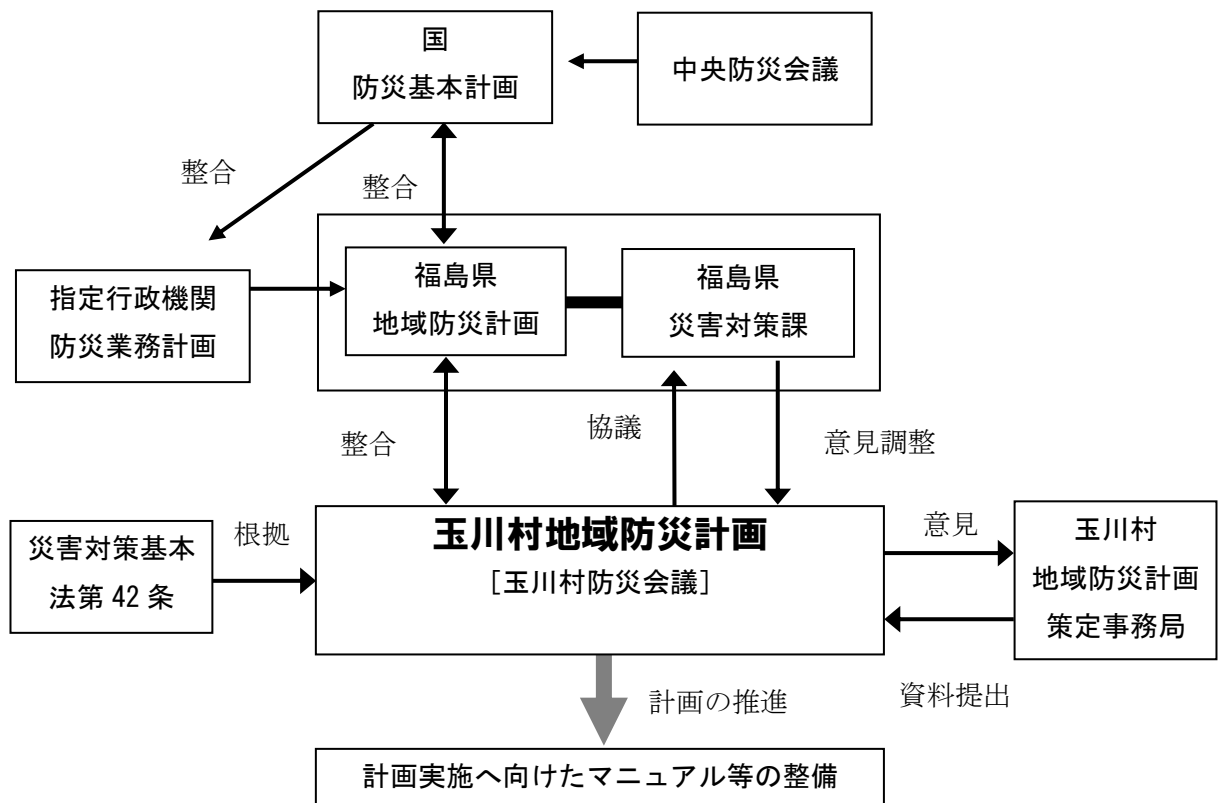 国
防災基本計画
中央防災会議
整合
整合
指定行政機関
防災業務計画
福島県
地域防災計画
福島県
災害対策課
整合
協議
意見調整
災害対策基本
法第 42 条
根拠
玉川村地域防災計画
[玉川村防災会議]
意見
玉川村
地域防災計画
策定事務局
資料提出
計画の推進
計画実施へ向けたマニュアル等の整備